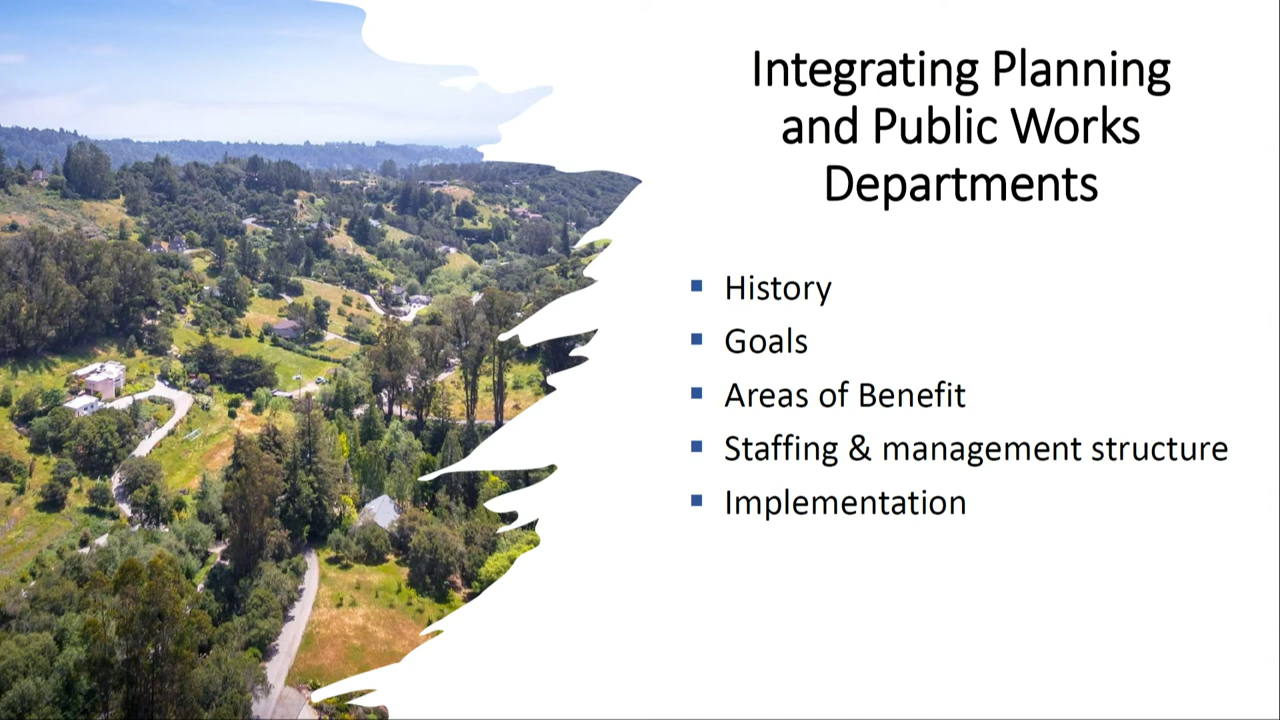 Integrating Planning
and Public Works
Departments
History
Goals
Areas of Benefit
Staffing & management structure
Implementation